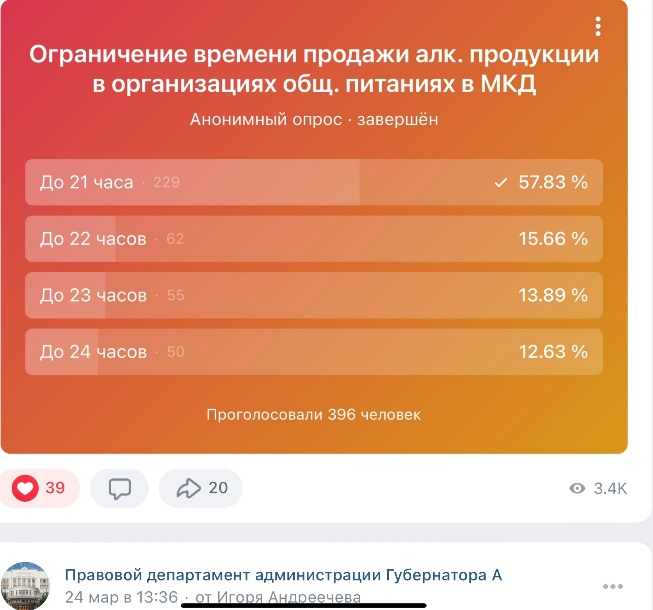 Ограничение времени продажи алк. продукции
в организациях общ. питаниях в МКД
Анонимный опрос · завершён
До 21 часа · 229 57.83 %
До 22 часов · 62 15.66 %
До 23 часов · 55 13.89 %
До 24 часов · 50 12.63 %
Проголосовали 396 человек
39 20 3.4K
Правовой департамент администрации Губернатора А
24 мар в 13:36 · от Игоря Андреечева